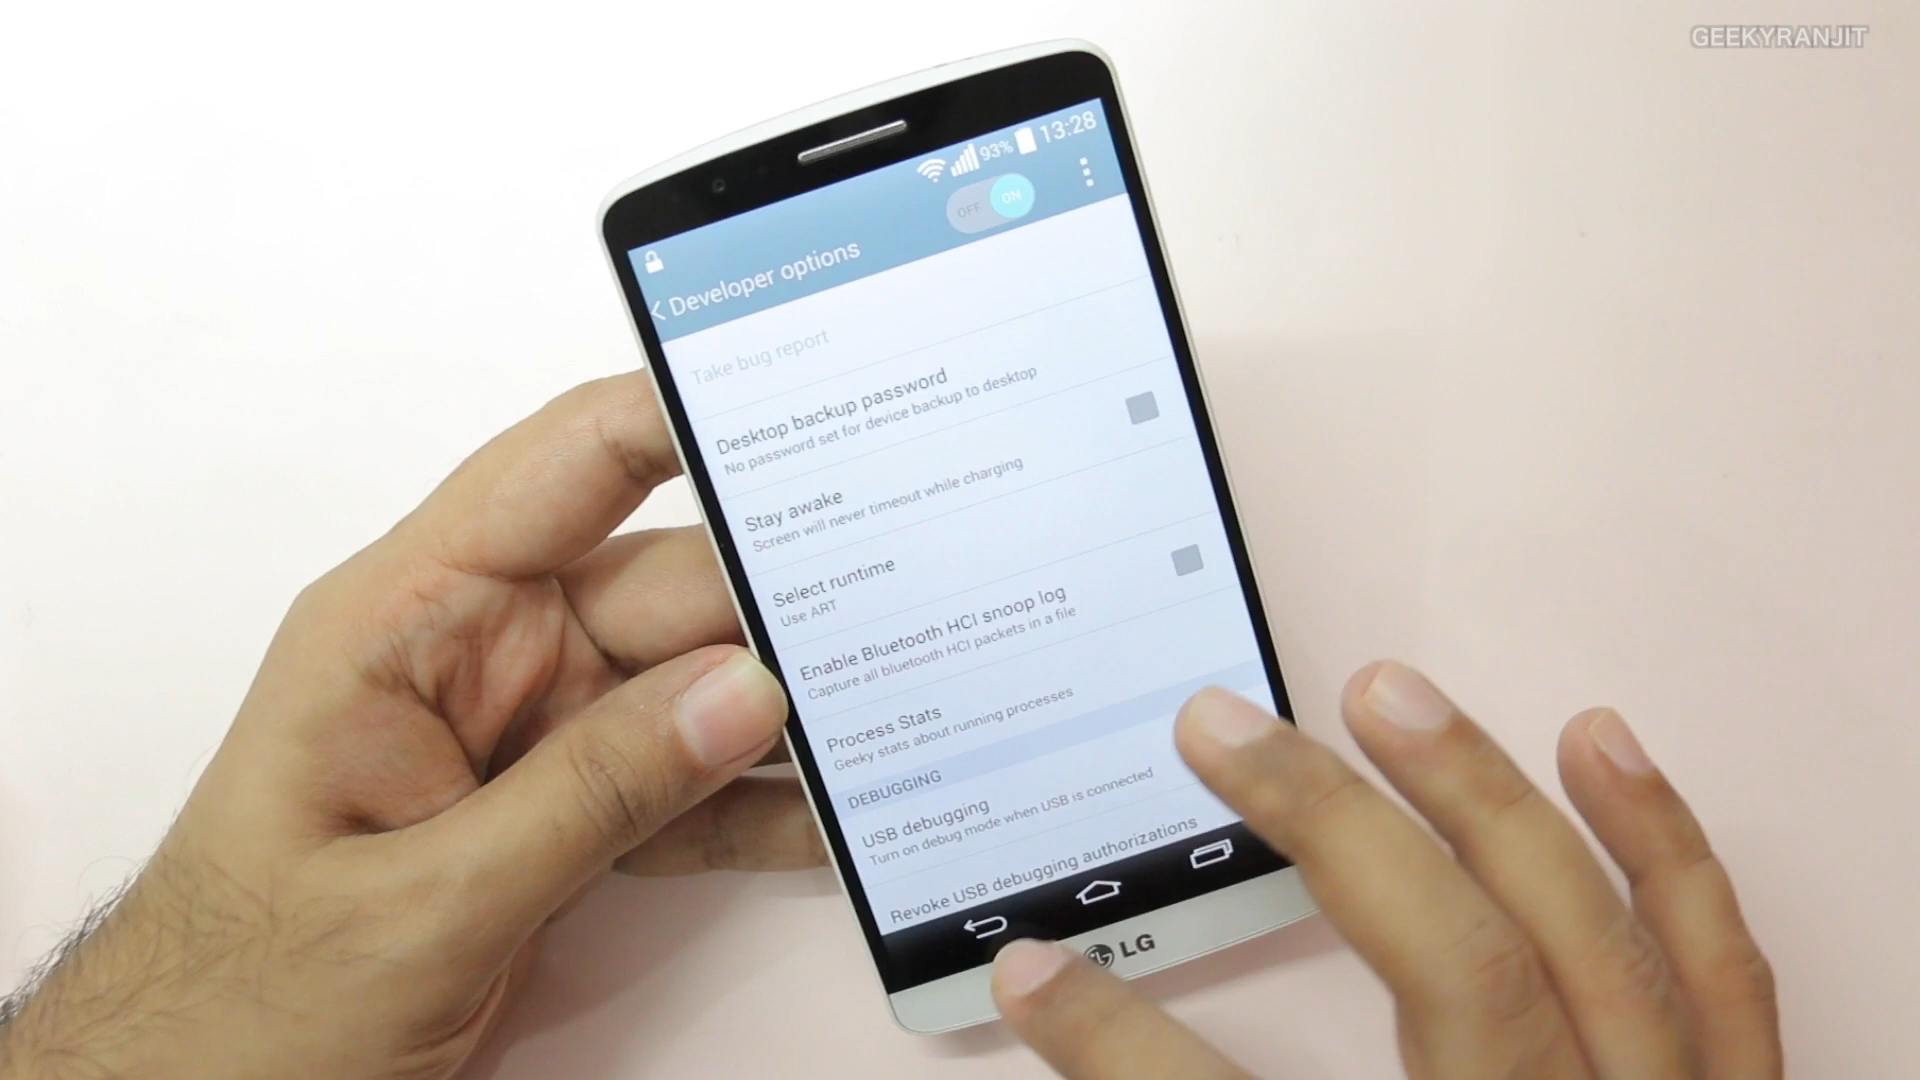 GEEKYRANJIT
93% 13:28
Developer options
OFF ON
Take bug report
Desktop backup password
No password set for device backup to desktop
Stay awake
Screen will never timeout while charging
Select runtime
Use ART
Enable Bluetooth HCI snoop log
Capture all bluetooth HCI packets in a file
Process Stats
Geeky stats about running processes
DEBUGGING
USB debugging
Turn on debug mode when USB is connected
Revoke USB debugging authorizations
LG